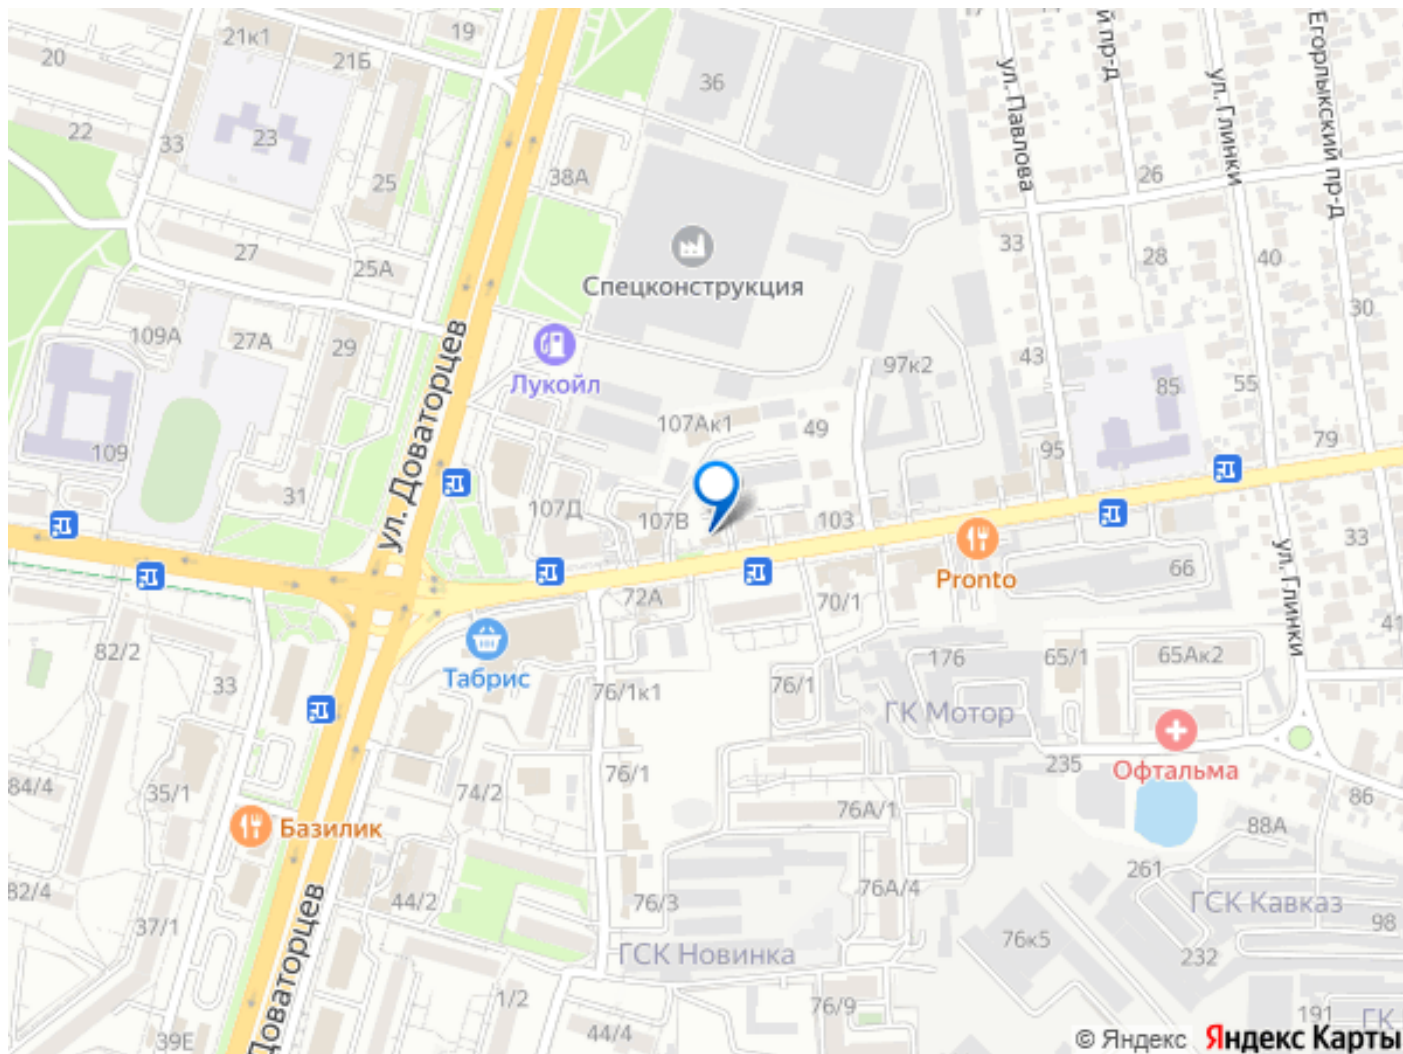 19
21к1
21Б
20
36
ул. Павлова
й пр-д
ул. Глинки
Егорлыкский пр-д
22
33
23
38А
25
26
27
25А
33
28
40
Спецконструкция
30
109А
27А
29
ул. Доваторцев
Лукойл
43
97к2
85
55
107Ак1
49
79
109
95
31
107Д
107В
103
33
ул. Глинки
Pronto
66
72А
70/1
41
82/2
33
Табрис
76/1к1
76/1
176
65/1
65Ак2
ГК Мотор
84/4
35/1
74/2
76/1
235
Офтальма
86
Базилик
76А/1
88А
82/4
44/2
76/3
76А/4
261
ГСК Кавказ
37/1
98
ГСК Новинка
76к5
232
Доваторцев
1/2
76/9
191
ГК
39Е
44/4
© Яндекс Яндекс Карты